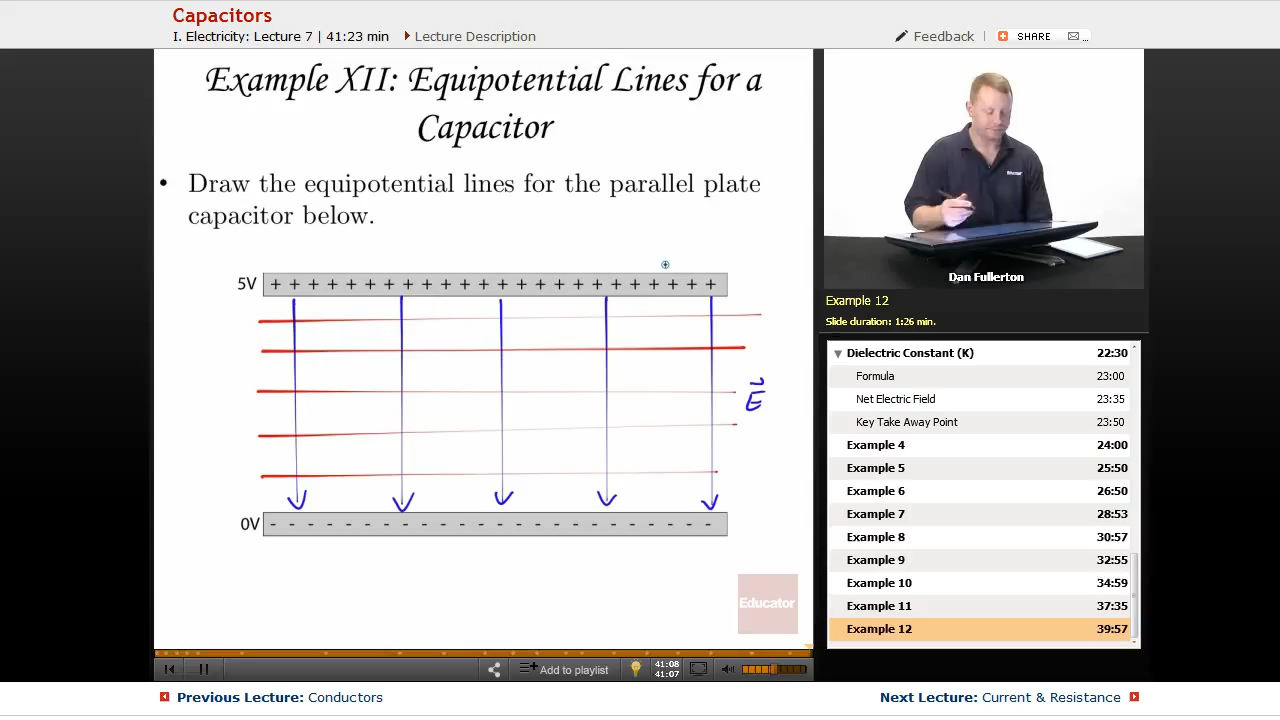 Capacitors
I. Electricity: Lecture 7 | 41:23 min
Lecture Description
Feedback
SHARE
...
Example XII: Equipotential Lines for a
Capacitor
• Draw the equipotential lines for the parallel plate
capacitor below.
5V + + + + + + + + + + + + + + + + + + + + + + + +
E
0V - - - - - - - - - - - - - - - - - - - - - - - -
Educator
Dan Fullerton
Example 12
Slide duration: 1:26 min.
Dielectric Constant (K) 22:30
Formula 23:00
Net Electric Field 23:35
Key Take Away Point 23:50
Example 4 24:00
Example 5 25:50
Example 6 26:50
Example 7 28:53
Example 8 30:57
Example 9 32:55
Example 10 34:59
Example 11 37:35
Example 12 39:57
Add to playlist
41:08
41:07
Previous Lecture: Conductors
Next Lecture: Current & Resistance